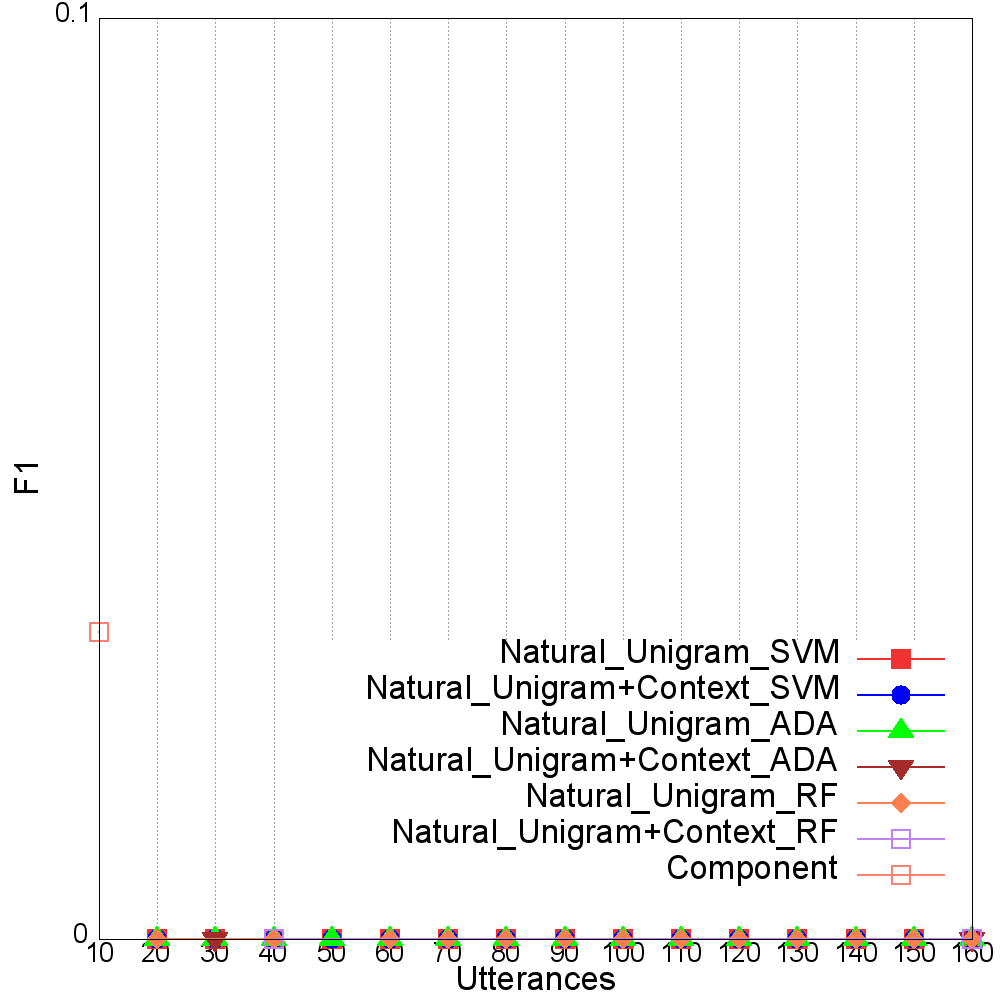 0.1
F1
Natural_Unigram_SVM
Natural_Unigram+Context_SVM
Natural_Unigram_ADA
Natural_Unigram+Context_ADA
Natural_Unigram_RF
Natural_Unigram+Context_RF
Component
0
10 20 30 40 50 60 70 80 90 100 110 120 130 140 150 160
Utterances